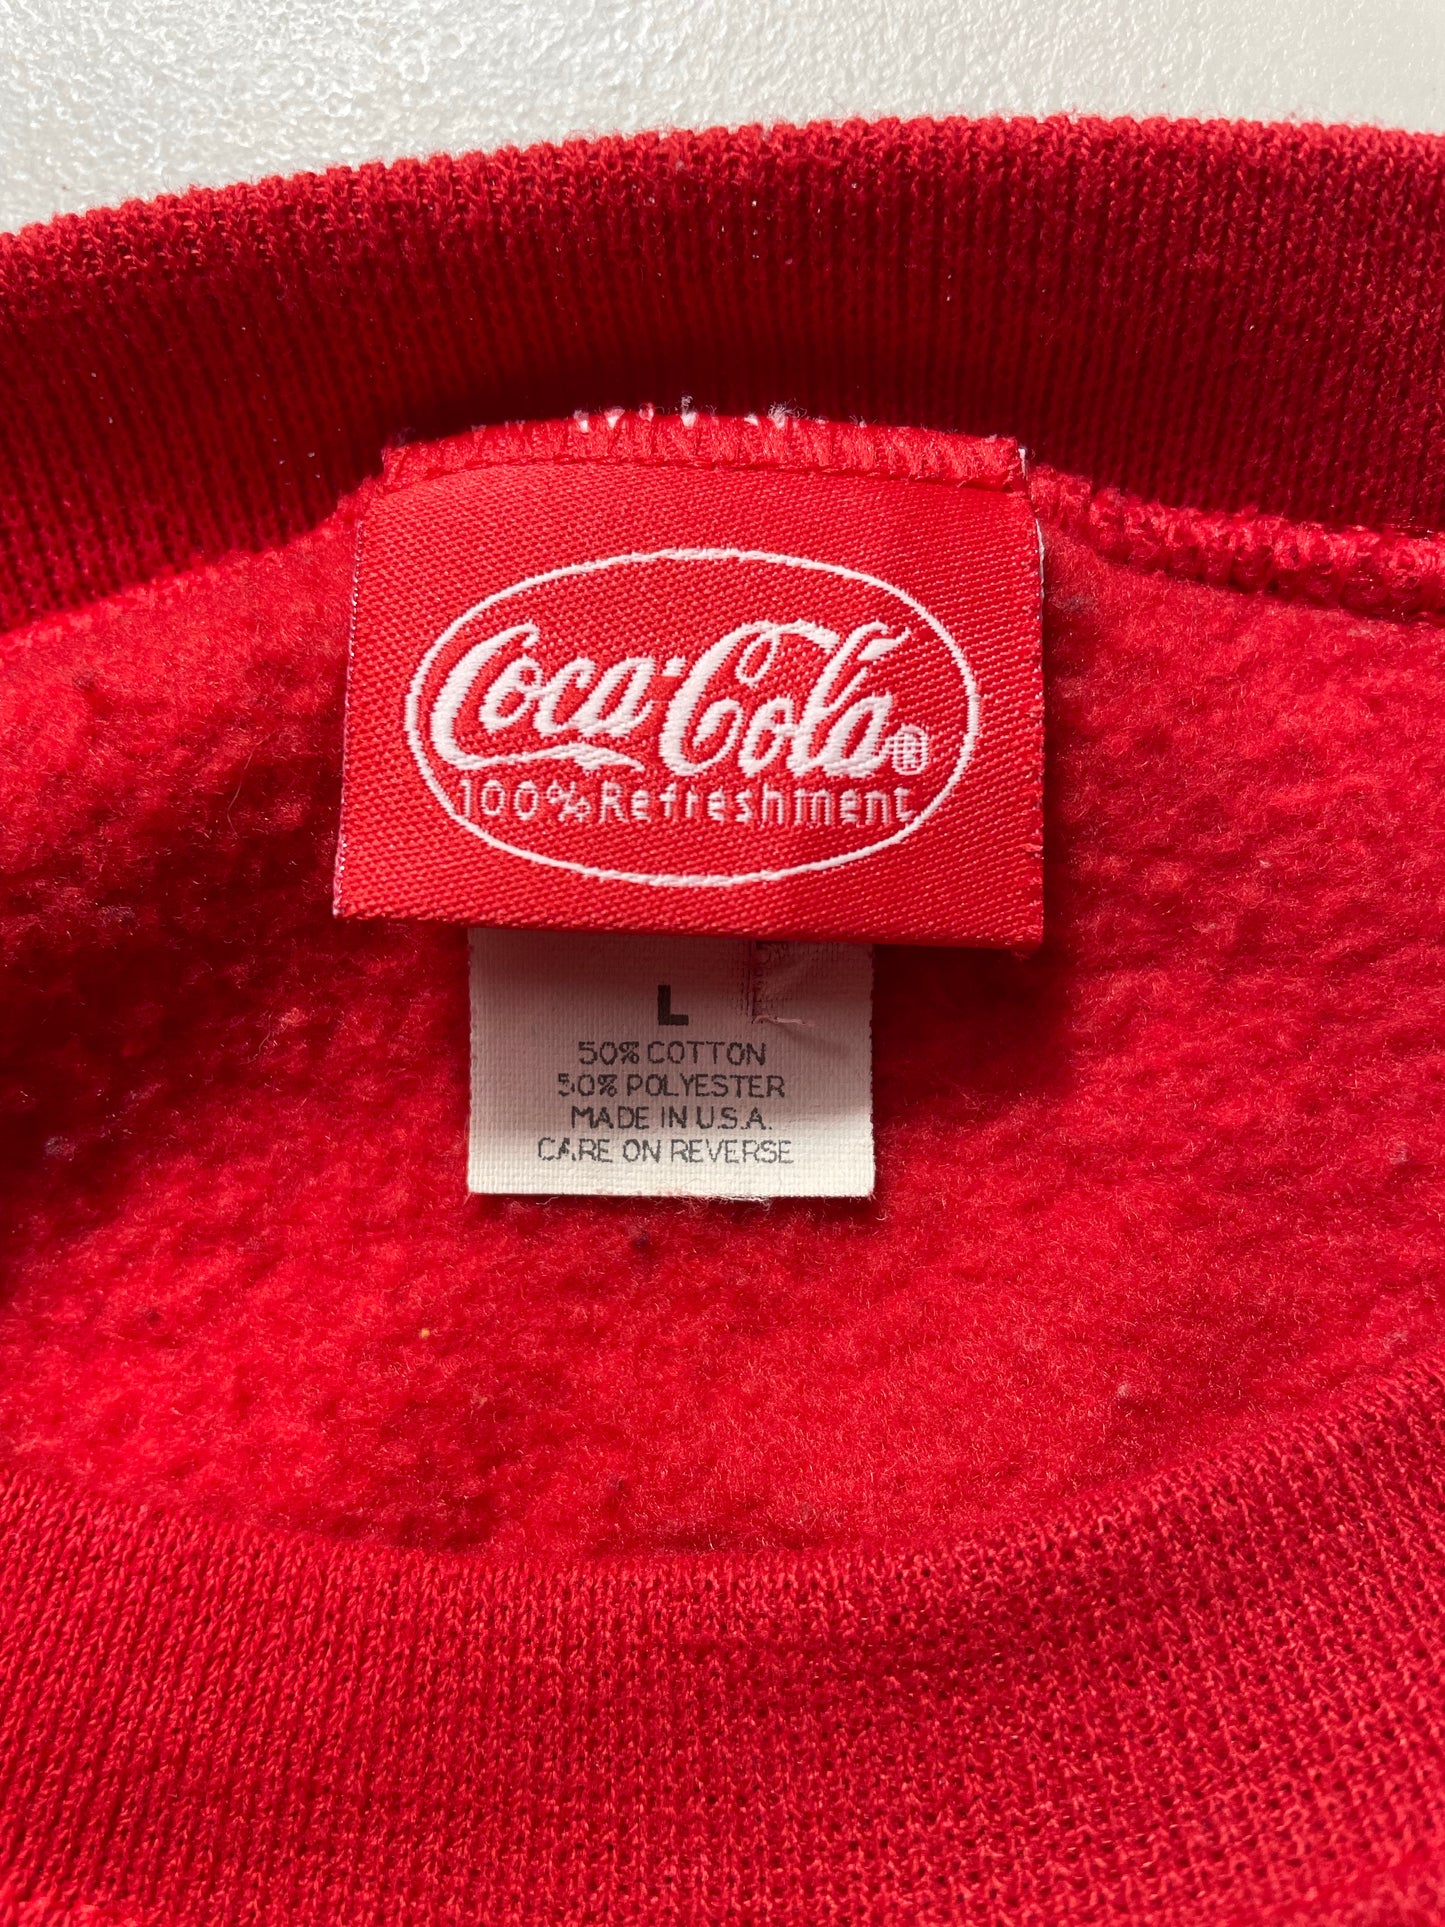 Coca-Cola®
100% Refreshment
L
50% COTTON
50% POLYESTER
MADE IN U.S.A.
CARE ON REVERSE